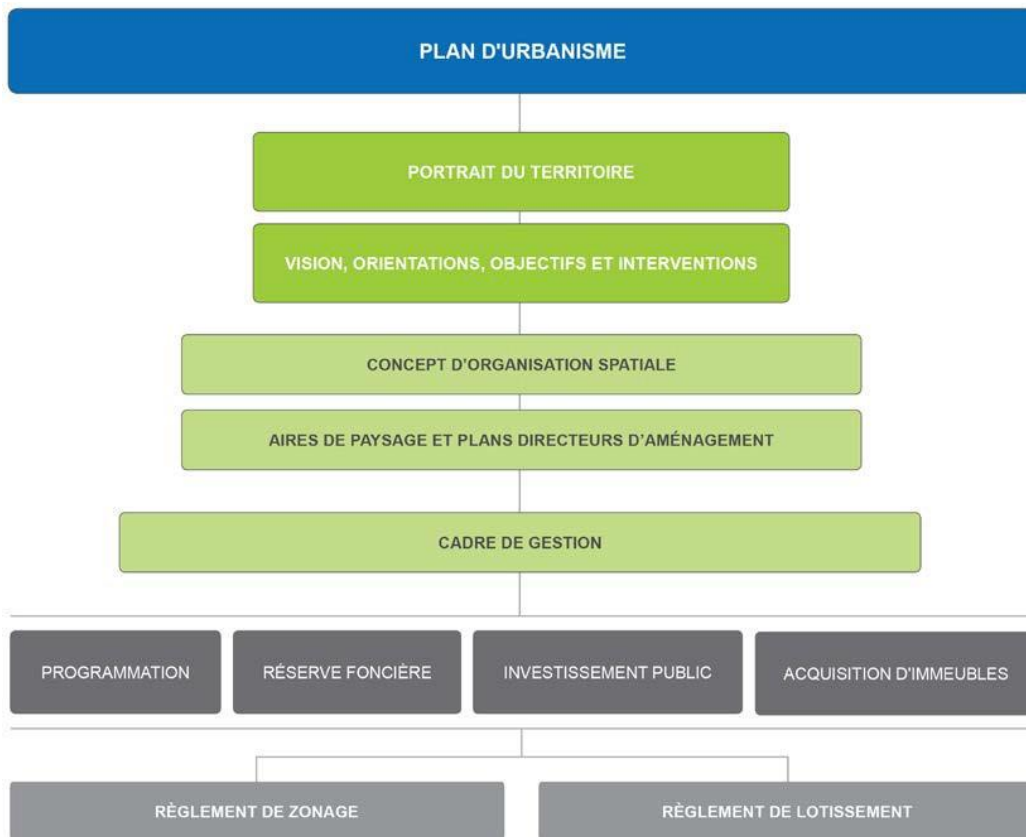 PLAN D'URBANISME
PORTRAIT DU TERRITOIRE
VISION, ORIENTATIONS, OBJECTIFS ET INTERVENTIONS
CONCEPT D'ORGANISATION SPATIALE
AIRES DE PAYSAGE ET PLANS DIRECTEURS D'AMÉNAGEMENT
CADRE DE GESTION
PROGRAMMATION
RÉSERVE FONCIÈRE
INVESTISSEMENT PUBLIC
ACQUISITION D'IMMEUBLES
RÈGLEMENT DE ZONAGE
RÈGLEMENT DE LOTISSEMENT